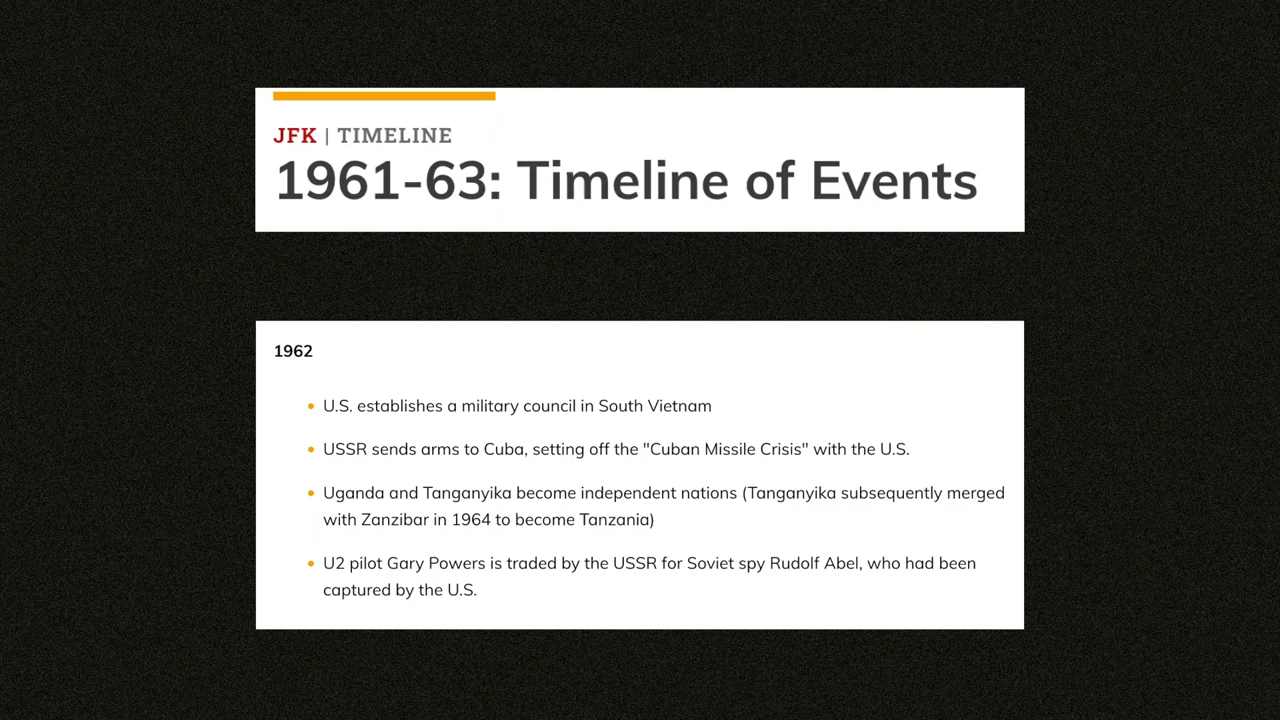 JFK | TIMELINE
1961-63: Timeline of Events
1962
U.S. establishes a military council in South Vietnam
USSR sends arms to Cuba, setting off the "Cuban Missile Crisis" with the U.S.
Uganda and Tanganyika become independent nations (Tanganyika subsequently merged
with Zanzibar in 1964 to become Tanzania)
U2 pilot Gary Powers is traded by the USSR for Soviet spy Rudolf Abel, who had been
captured by the U.S.